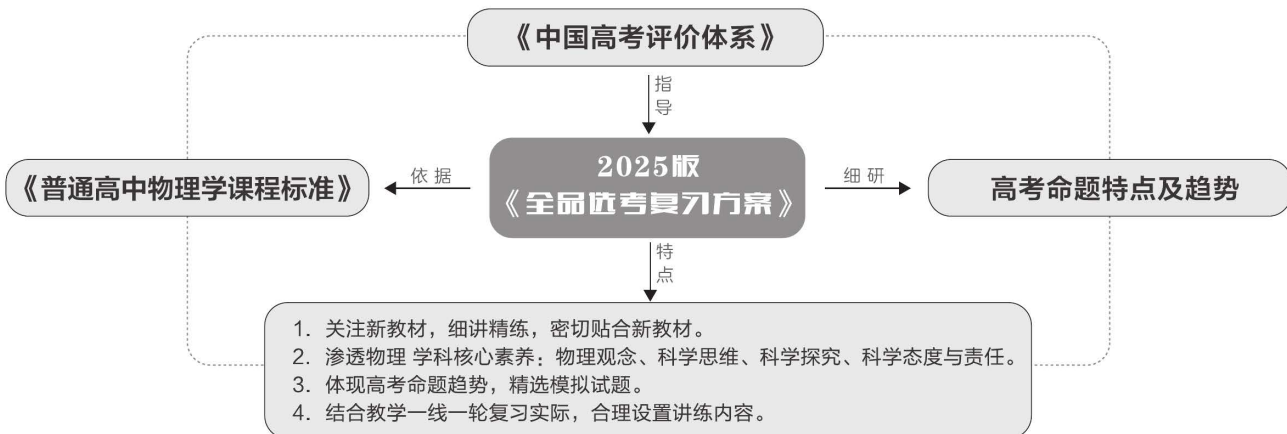 《中国高考评价体系》
指导
2025版
《全品选考复习方案》
《普通高中物理学课程标准》
依据
细研
高考命题特点及趋势
特点
1. 关注新教材，细讲精练，密切贴合新教材。
2. 渗透物理 学科核心素养：物理观念、科学思维、科学探究、科学态度与责任。
3. 体现高考命题趋势，精选模拟试题。
4. 结合教学一线一轮复习实际，合理设置讲练内容。